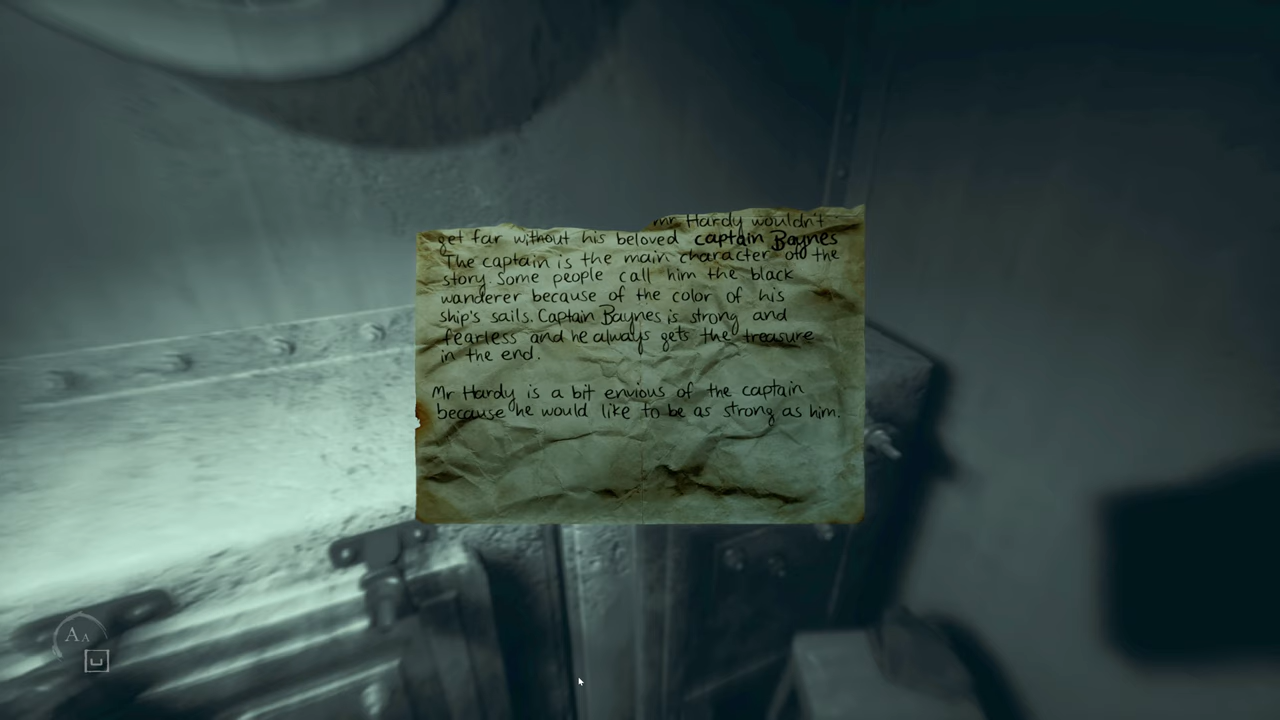 mr Hardy wouldn't
get far without his beloved captain Baynes
The captain is the main character of the
story. Some people call him the black
wanderer because of the color of his
ship's sails. Captain Baynes is strong and
fearless and he always gets the treasure
in the end.
Mr Hardy is a bit envious of the captain
because he would like to be as strong as him.
AA